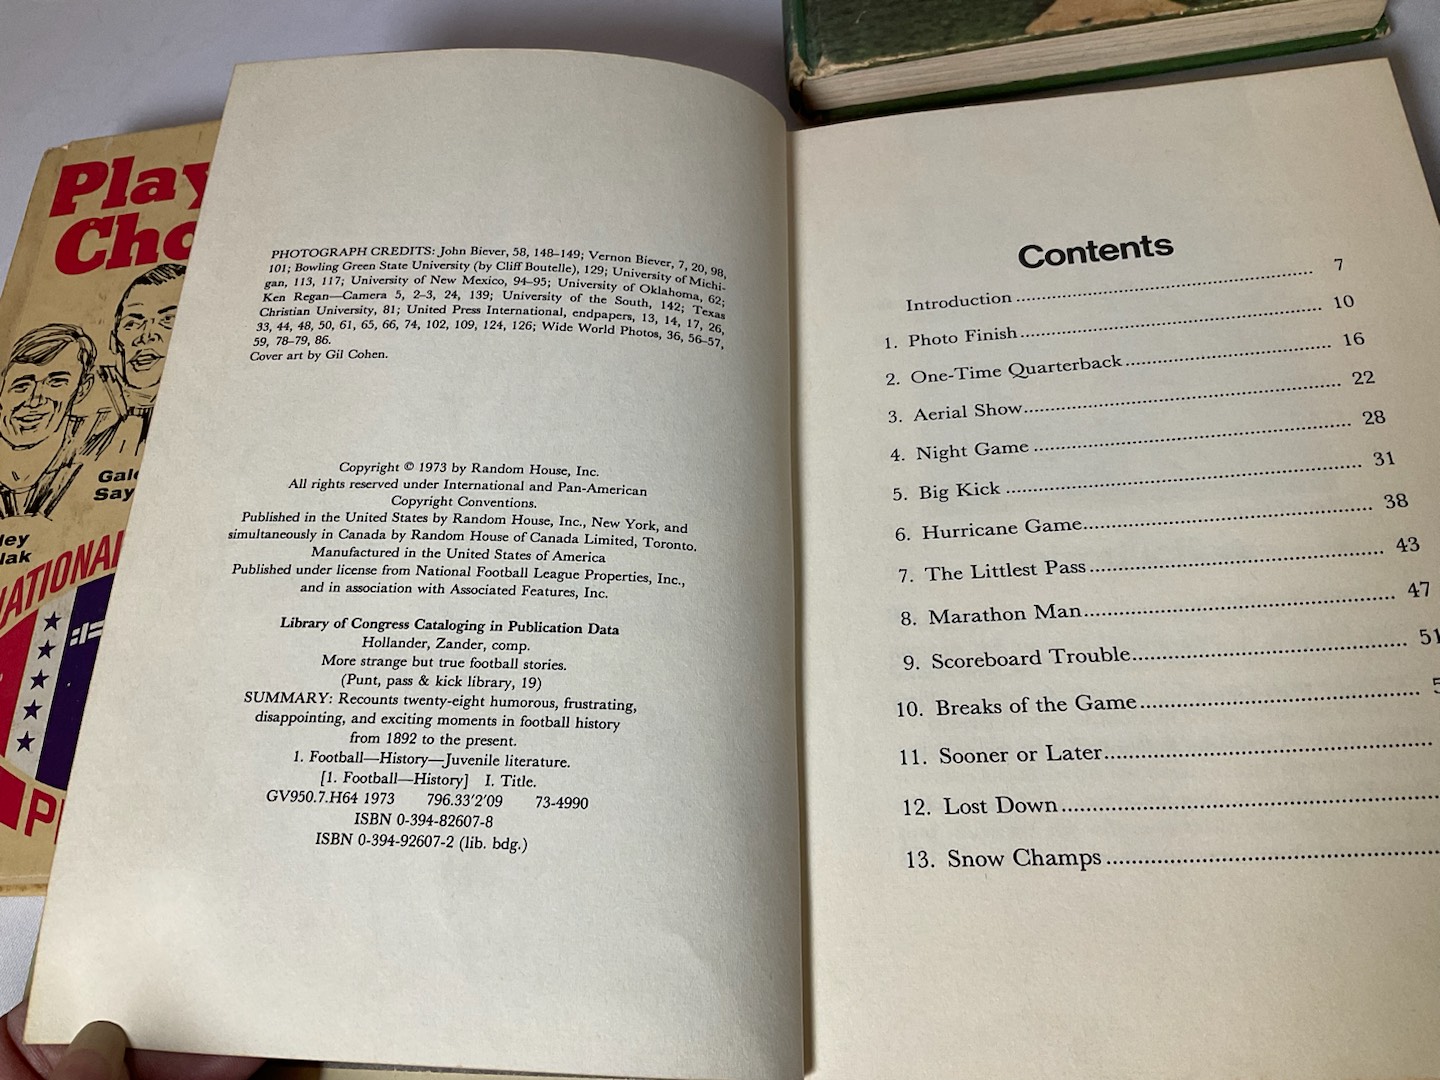 Play
Cho
Gale
Say
ley
lak
NATIONAL
P
PHOTOGRAPH CREDITS: John Biever, 58, 148–149; Vernon Biever, 7, 20, 98,
101; Bowling Green State University (by Cliff Boutelle), 129; University of Michi-
gan, 113, 117; University of New Mexico, 94–95; University of Oklahoma, 62;
Ken Regan—Camera 5, 2–3, 24, 139; University of the South, 142; Texas
Christian University, 81; United Press International, endpapers, 13, 14, 17, 26,
33, 44, 48, 50, 61, 65, 66, 74, 102, 109, 124, 126; Wide World Photos, 36, 56–57,
59, 78–79, 86.
Cover art by Gil Cohen.
Copyright © 1973 by Random House, Inc.
All rights reserved under International and Pan-American
Copyright Conventions.
Published in the United States by Random House, Inc., New York, and
simultaneously in Canada by Random House of Canada Limited, Toronto.
Manufactured in the United States of America
Published under license from National Football League Properties, Inc.,
and in association with Associated Features, Inc.
Library of Congress Cataloging in Publication Data
Hollander, Zander, comp.
More strange but true football stories.
(Punt, pass & kick library, 19)
SUMMARY: Recounts twenty-eight humorous, frustrating,
disappointing, and exciting moments in football history
from 1892 to the present.
1. Football—History—Juvenile literature.
[1. Football—History] I. Title.
GV950.7.H64 1973 796.33'2'09 73-4990
ISBN 0-394-82607-8
ISBN 0-394-92607-2 (lib. bdg.)
Contents
Introduction 7
1. Photo Finish 10
2. One-Time Quarterback 16
3. Aerial Show 22
4. Night Game 28
5. Big Kick 31
6. Hurricane Game 38
7. The Littlest Pass 43
8. Marathon Man 47
9. Scoreboard Trouble 51
10. Breaks of the Game 5
11. Sooner or Later
12. Lost Down
13. Snow Champs